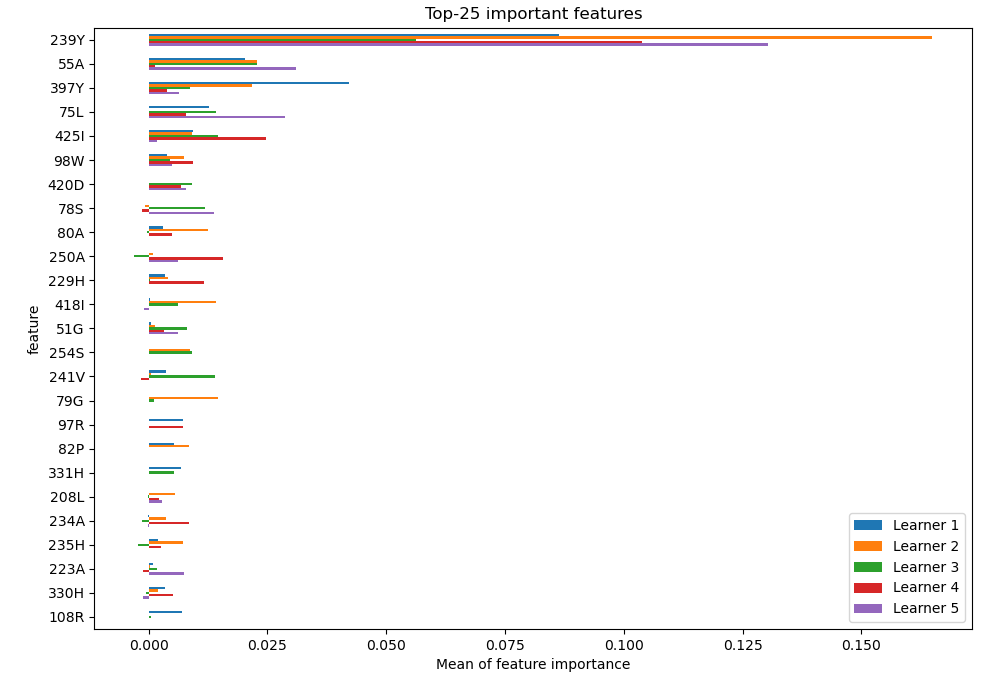 Top-25 important features
239Y
55A
397Y
75L
425I
98W
420D
78S
80A
250A
229H
418I
51G
254S
241V
79G
97R
82P
331H
208L
234A
235H
223A
330H
108R
feature
Learner 1
Learner 2
Learner 3
Learner 4
Learner 5
0.000 0.025 0.050 0.075 0.100 0.125 0.150
Mean of feature importance